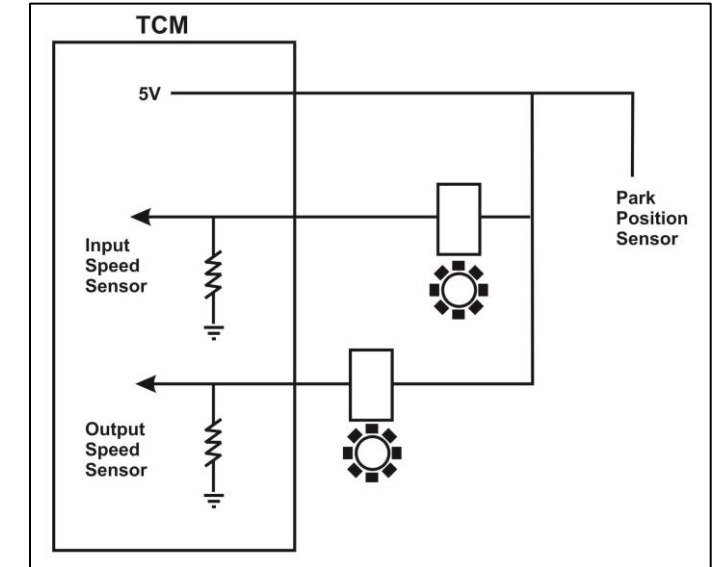 TCM
5V
Park
Position
Sensor
Input
Speed
Sensor
Output
Speed
Sensor